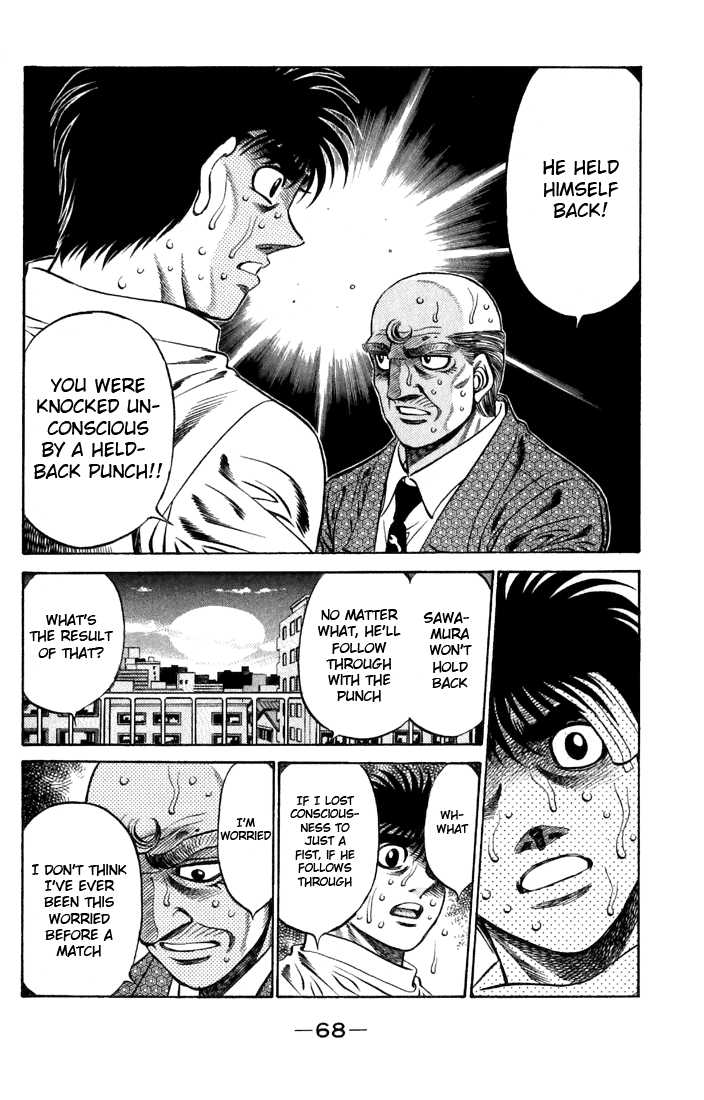 HE HELD
HIMSELF
BACK!
YOU WERE
KNOCKED UN-
CONSCIOUS
BY A HELD-
BACK PUNCH!!
SAWA-
MURA
WON'T
HOLD
BACK
NO MATTER
WHAT, HE'LL
FOLLOW
THROUGH
WITH THE
PUNCH
WHAT'S
THE RESULT
OF THAT?
WH-
WHAT
IF I LOST
CONSCIOUS-
NESS TO
JUST A
FIST, IF HE
FOLLOWS
THROUGH
I'M
WORRIED
I DON'T THINK
I'VE EVER
BEEN THIS
WORRIED
BEFORE A
MATCH
—68—